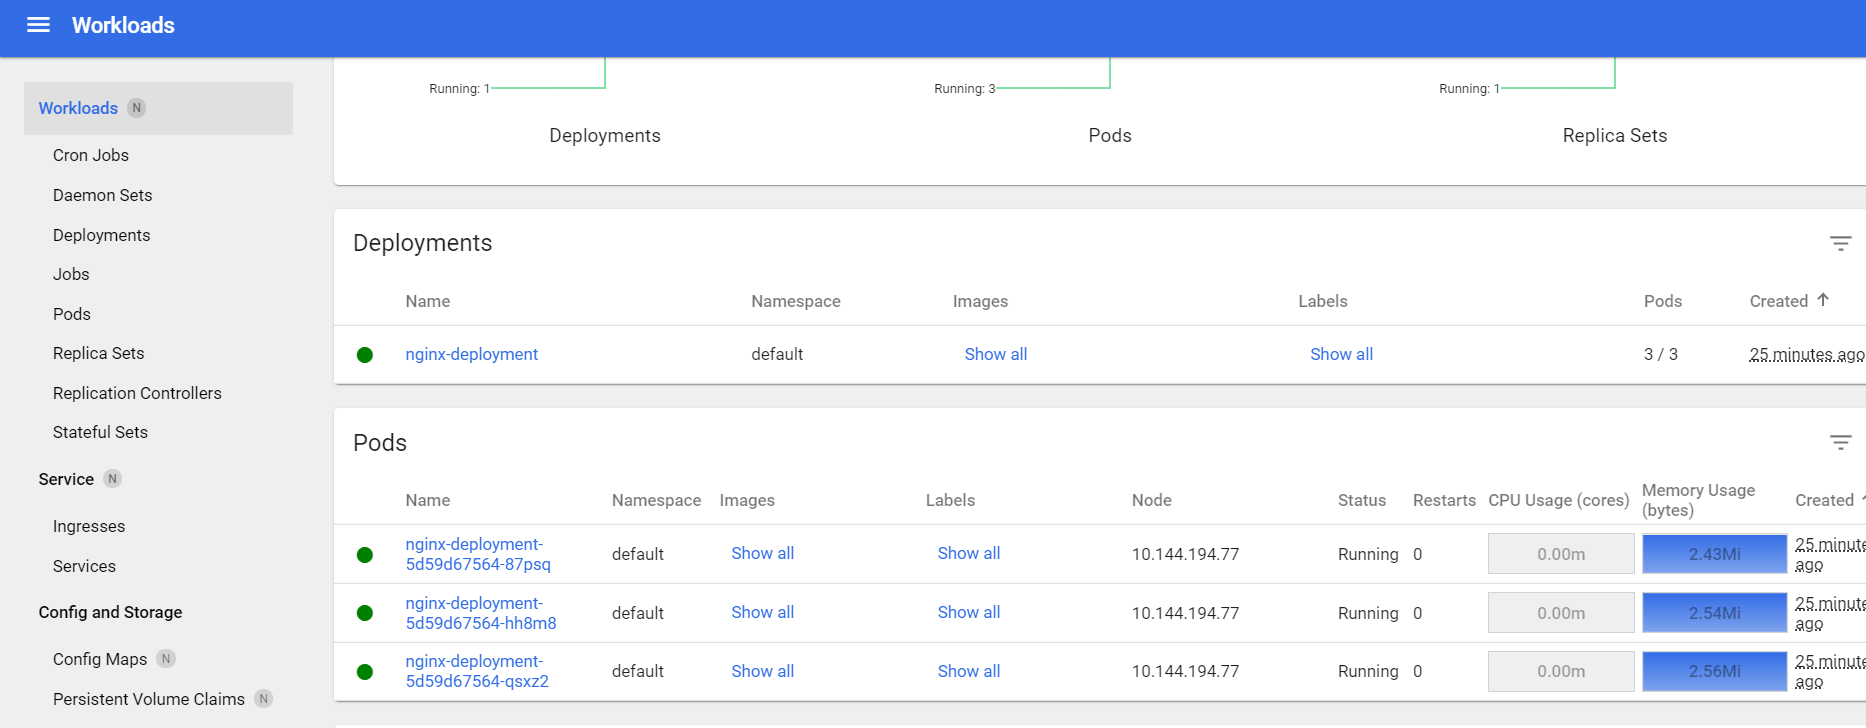 Workloads
Workloads N
Cron Jobs
Daemon Sets
Deployments
Jobs
Pods
Replica Sets
Replication Controllers
Stateful Sets
Service N
Ingresses
Services
Config and Storage
Config Maps N
Persistent Volume Claims N
Running: 1 Running: 3 Running: 1
Deployments Pods Replica Sets
Deployments
Name Namespace Images Labels Pods Created
nginx-deployment default Show all Show all 3 / 3 25 minutes ago
Pods
Name Namespace Images Labels Node Status Restarts CPU Usage (cores) Memory Usage
(bytes) Created
nginx-deployment-
5d59d67564-87psq default Show all Show all 10.144.194.77 Running 0 0.00m 2.43Mi 25 minute
ago
nginx-deployment-
5d59d67564-hh8m8 default Show all Show all 10.144.194.77 Running 0 0.00m 2.54Mi 25 minute
ago
nginx-deployment-
5d59d67564-qsxz2 default Show all Show all 10.144.194.77 Running 0 0.00m 2.56Mi 25 minute
ago